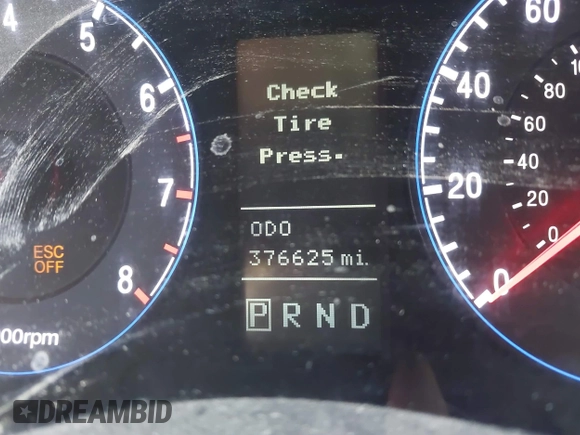 4
5
6
7
8
00rpm
ESC
OFF
Check
Tire
Press.
ODO
376625 mi.
P R N D
60
40
20
0
100
80
60
40
20
0
DREAMBID